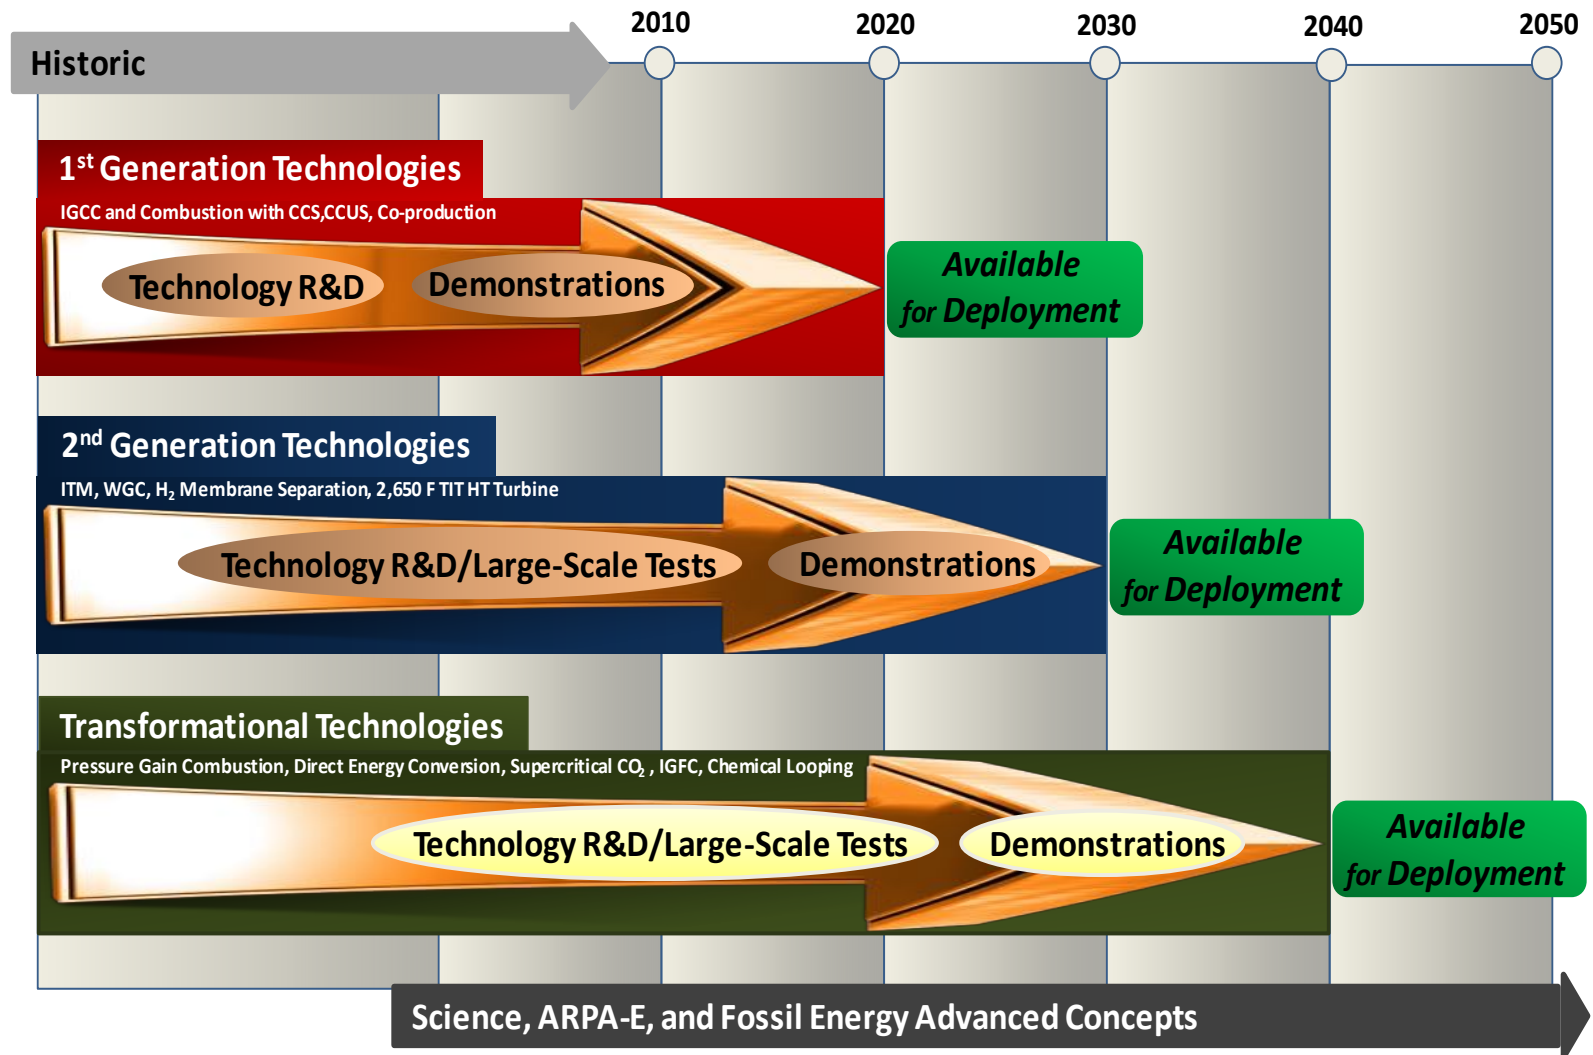 2010 2020 2030 2040 2050
Historic
1st Generation Technologies
IGCC and Combustion with CCS,CCUS, Co-production
Technology R&D
Demonstrations
Available
for Deployment
2nd Generation Technologies
ITM, WGC, H2 Membrane Separation, 2,650 F TIT HT Turbine
Technology R&D/Large-Scale Tests
Demonstrations
Available
for Deployment
Transformational Technologies
Pressure Gain Combustion, Direct Energy Conversion, Supercritical CO2 , IGFC, Chemical Looping
Technology R&D/Large-Scale Tests
Demonstrations
Available
for Deployment
Science, ARPA-E, and Fossil Energy Advanced Concepts